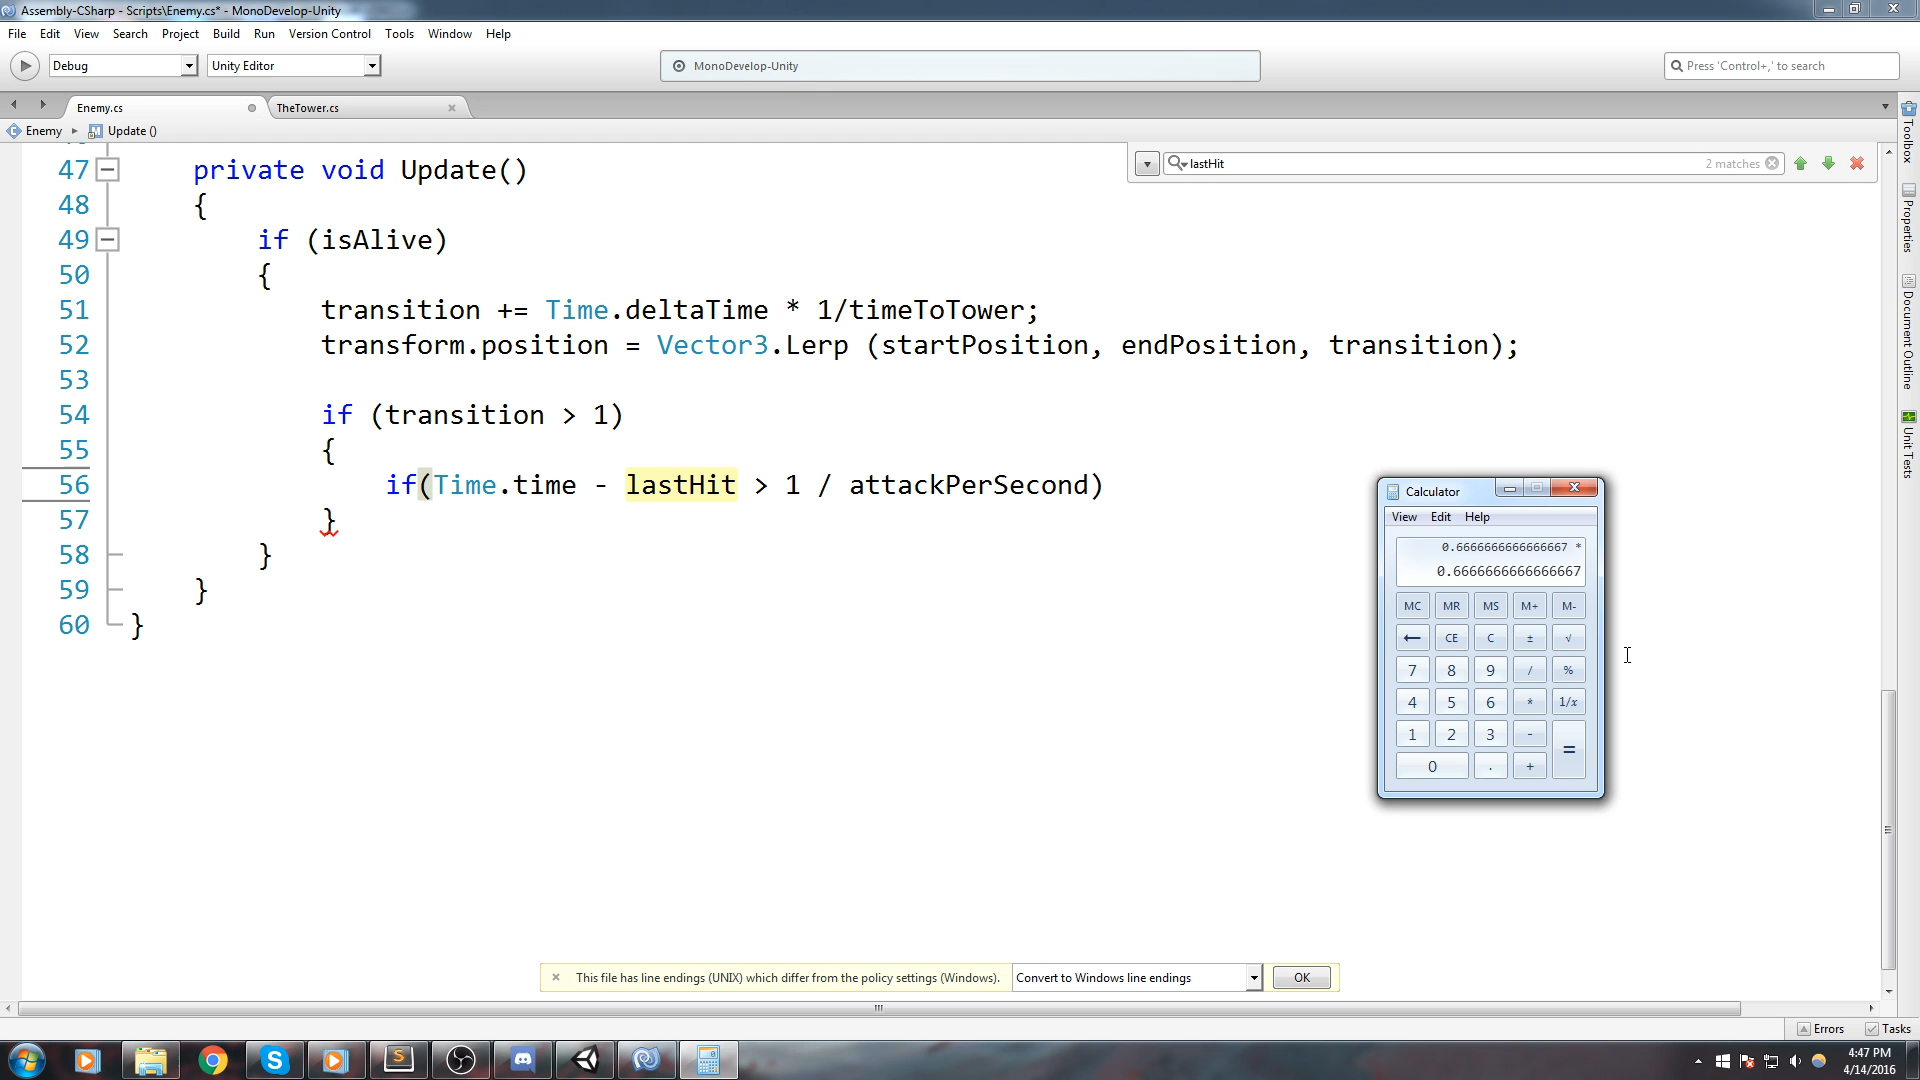 Assembly-CSharp - Scripts\Enemy.cs* - MonoDevelop-Unity
File Edit View Search Project Build Run Version Control Tools Window Help
Debug
Unity Editor
MonoDevelop-Unity
Press 'Control+,' to search
Enemy.cs
TheTower.cs
Enemy
Update ()
lastHit
2 matches
47 private void Update()
48 {
49 if (isAlive)
50 {
51 transition += Time.deltaTime * 1/timeToTower;
52 transform.position = Vector3.Lerp (startPosition, endPosition, transition);
53
54 if (transition > 1)
55 {
56 if(Time.time - lastHit > 1 / attackPerSecond)
57 }
58 }
59 }
60 }
Toolbox
Properties
Document Outline
Unit Tests
Calculator
View Edit Help
0.6666666666666667 *
0.6666666666666667
MC MR MS M+ M-
← CE C ± √
7 8 9 / %
4 5 6 * 1/x
1 2 3 - =
0 . +
This file has line endings (UNIX) which differ from the policy settings (Windows).
Convert to Windows line endings
OK
Errors
Tasks
4:47 PM
4/14/2016